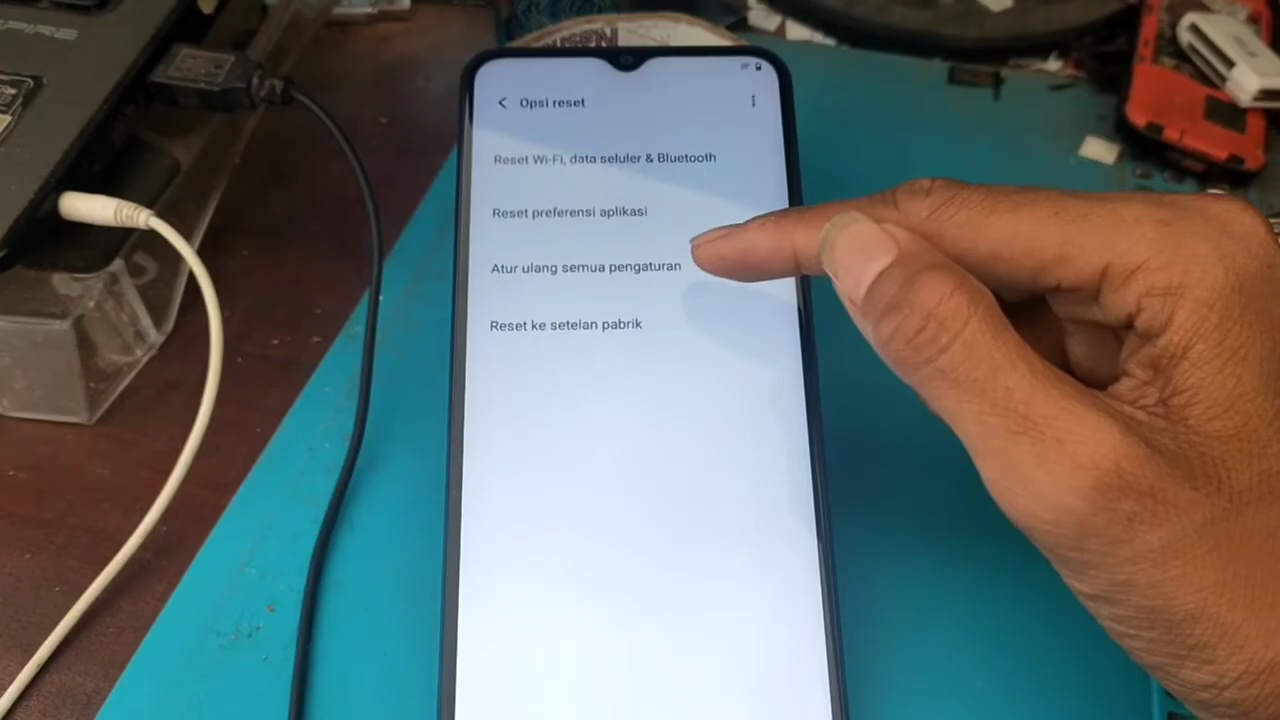 Opsi reset
Reset Wi-Fi, data seluler & Bluetooth
Reset preferensi aplikasi
Atur ulang semua pengaturan
Reset ke setelan pabrik